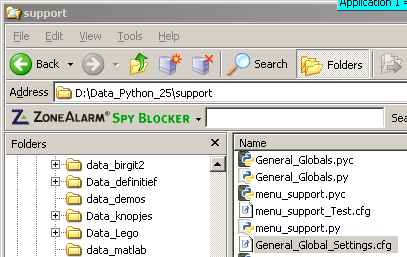 Application 1 =
support
File Edit View Tools Help
Back Search Folders
Address D:\Data_Python_25\support
ZONEALARM SPY BLOCKER
Folders X Name
data_birgit2
Data_definitief
data_demos
Data_knopjes
Data_Lego
data_matlab
General_Globals.pyc
General_Globals.py
menu_support.pyc
menu_support_Test.cfg
menu_support.py
General_Global_Settings.cfg